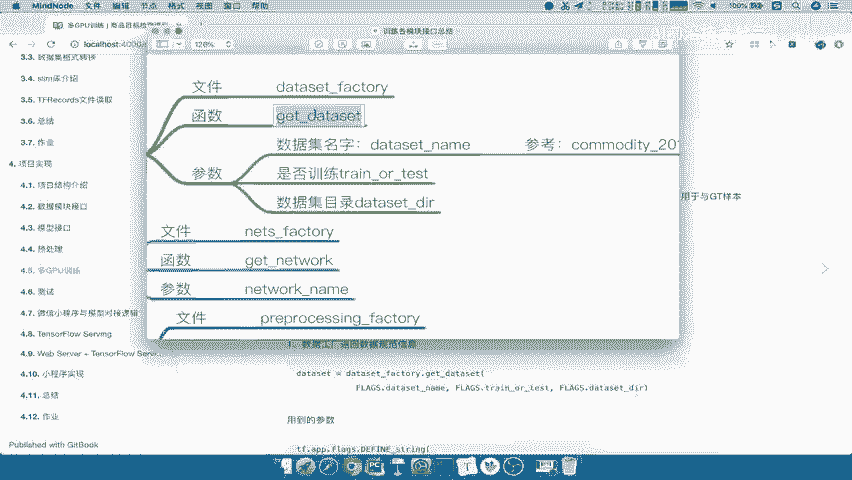 MindNode 文件 编辑 节点 格式 视图 窗口 帮助
100%
多GPU训练 | 商品目标检测
localhost:4000
训练各模块接口总结
126%
3.3. 数据集格式转换
3.4. slim库介绍
3.5. TFRecords文件读取
3.6. 总结
3.7. 作业
4. 项目实现
4.1. 项目结构介绍
4.2. 数据模块接口
4.3. 模型接口
4.4. 预处理
4.5. 多GPU训练
4.6. 测试
4.7. 微信小程序与模型对接逻辑
4.8. TensorFlow Serving
4.9. Web Server + TensorFlow Serv...
4.10. 小程序实现
4.11. 总结
4.12. 作业
Published with GitBook
文件 dataset_factory
函数 get_dataset
数据集名字：dataset_name 参考：commodity_20
参数 是否训练train_or_test
数据集目录dataset_dir
文件 nets_factory
函数 get_network
参数 network_name
文件 preprocessing_factory
用于与GT样本
1、数据工厂返回数据规范信息
dataset = dataset_factory.get_dataset(
FLAGS.dataset_name, FLAGS.train_or_test, FLAGS.dataset_dir)
用到的参数
tf.app.flags.DEFINE_string(